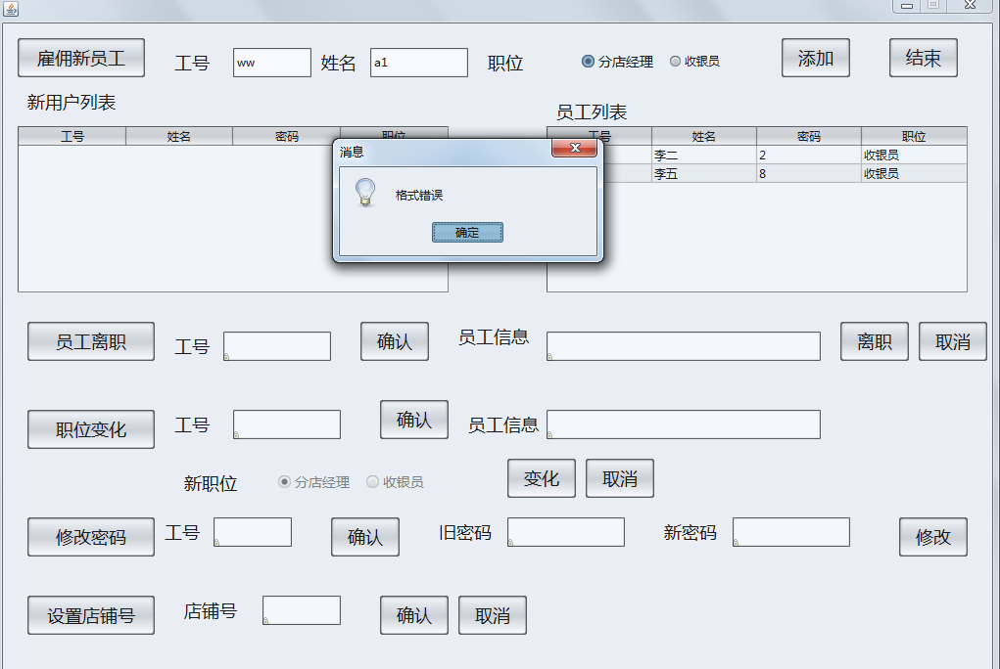 雇佣新员工 工号 ww 姓名 a1 职位 分店经理 收银员 添加 结束
新用户列表 员工列表
工号 姓名 密码 职位 工号 姓名 密码 职位
消息
李二 2 收银员
李五 8 收银员
格式错误
确定
员工离职 工号 确认 员工信息 离职 取消
职位变化 工号 确认 员工信息
新职位 分店经理 收银员 变化 取消
修改密码 工号 确认 旧密码 新密码 修改
设置店铺号 店铺号 确认 取消